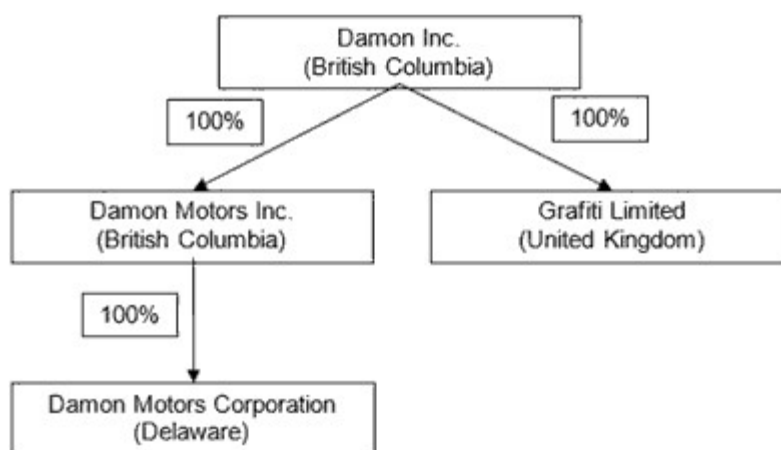 Damon Inc.
(British Columbia)
100%
100%
Damon Motors Inc.
(British Columbia)
Grafiti Limited
(United Kingdom)
100%
Damon Motors Corporation
(Delaware)